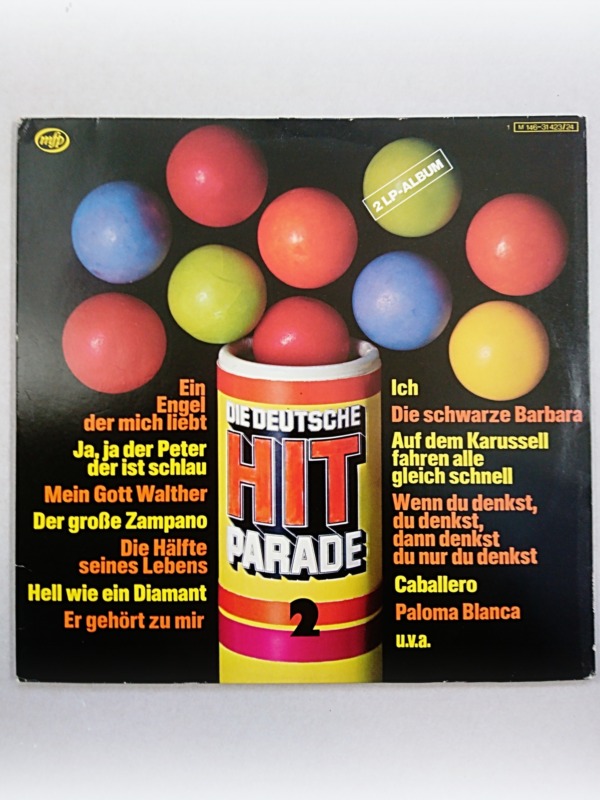 mfp
1 M 146-31 423/24
2 LP-ALBUM
Ein
Engel
der mich liebt
Ja, ja der Peter
der ist schlau
Mein Gott Walther
Der große Zampano
Die Hälfte
seines Lebens
Hell wie ein Diamant
Er gehört zu mir
DIE DEUTSCHE
HIT
PARADE
2
Ich
Die schwarze Barbara
Auf dem Karussell
fahren alle
gleich schnell
Wenn du denkst,
du denkst,
dann denkst
du nur du denkst
Caballero
Paloma Blanca
u.v.a.